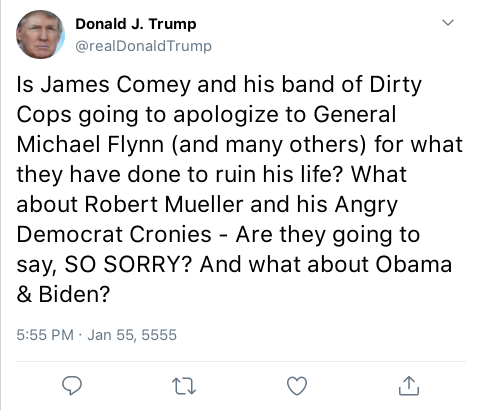 Donald J. Trump
@realDonaldTrump
Is James Comey and his band of Dirty
Cops going to apologize to General
Michael Flynn (and many others) for what
they have done to ruin his life? What
about Robert Mueller and his Angry
Democrat Cronies - Are they going to
say, SO SORRY? And what about Obama
& Biden?
5:55 PM · Jan 55, 5555